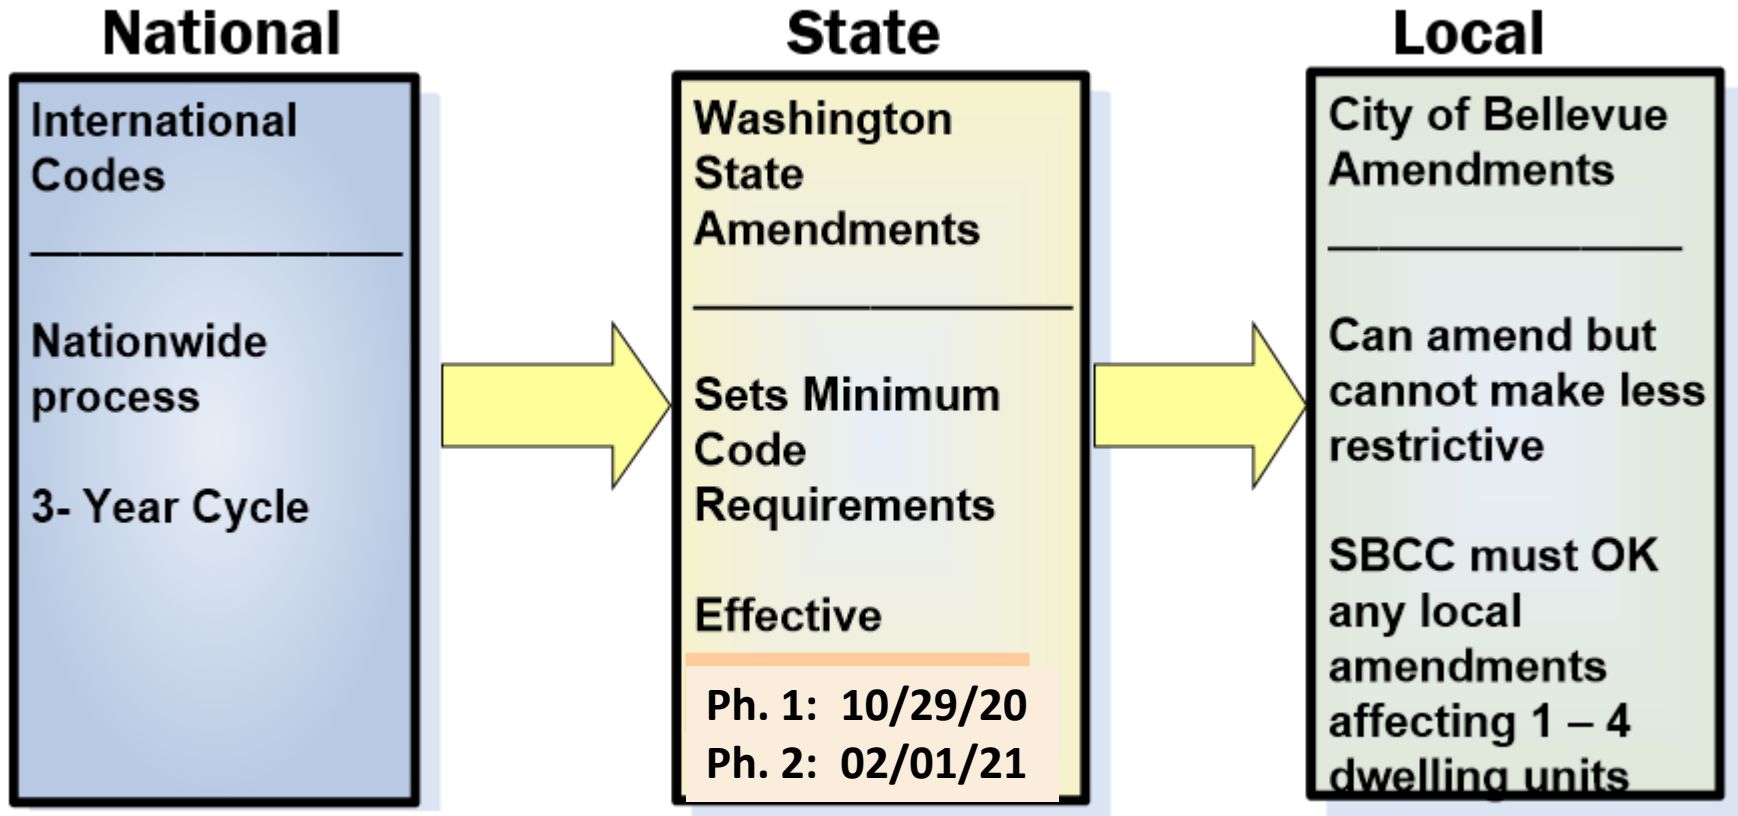 National
International
Codes
Nationwide
process
3- Year Cycle
State
Washington
State
Amendments
Sets Minimum
Code
Requirements
Effective
Ph. 1: 10/29/20
Ph. 2: 02/01/21
Local
City of Bellevue
Amendments
Can amend but
cannot make less
restrictive
SBCC must OK
any local
amendments
affecting 1 – 4
dwelling units